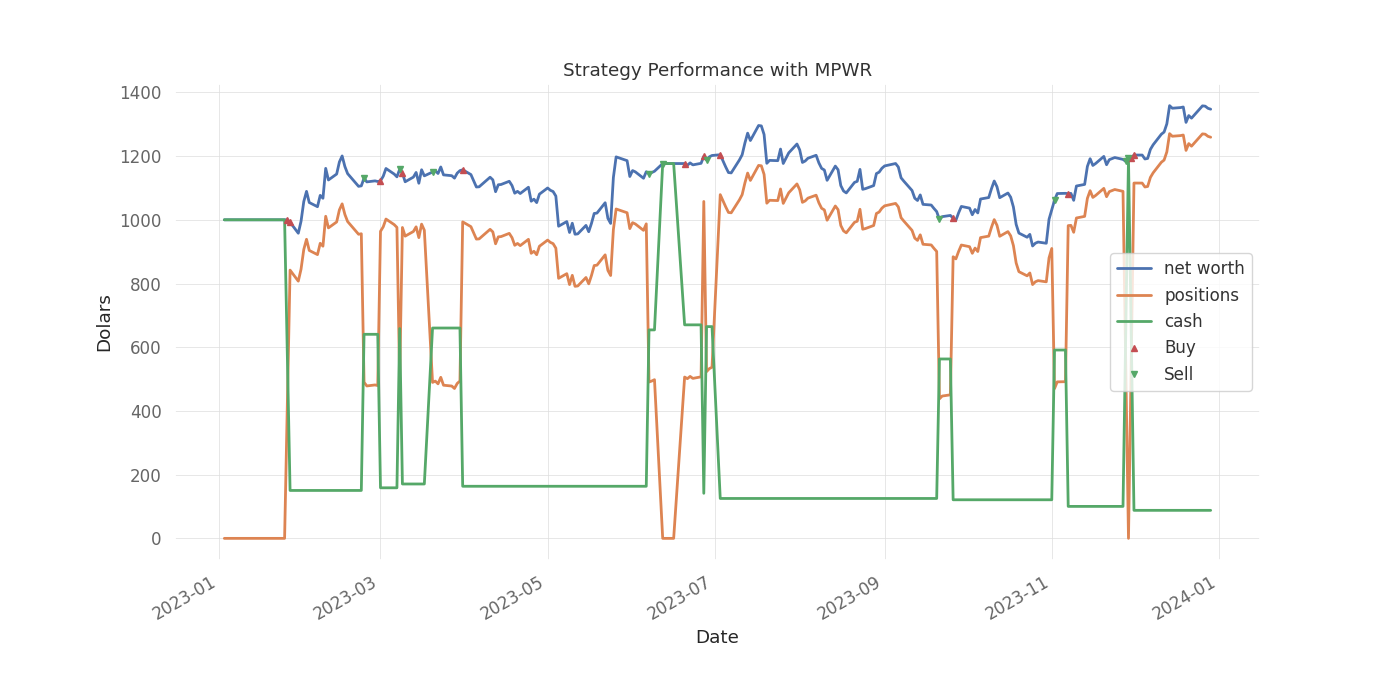 Strategy Performance with MPWR
Dolars
1400
1200
1000
800
600
400
200
0
net worth
positions
cash
Buy
Sell
2023-01
2023-03
2023-05
2023-07
2023-09
2023-11
2024-01
Date